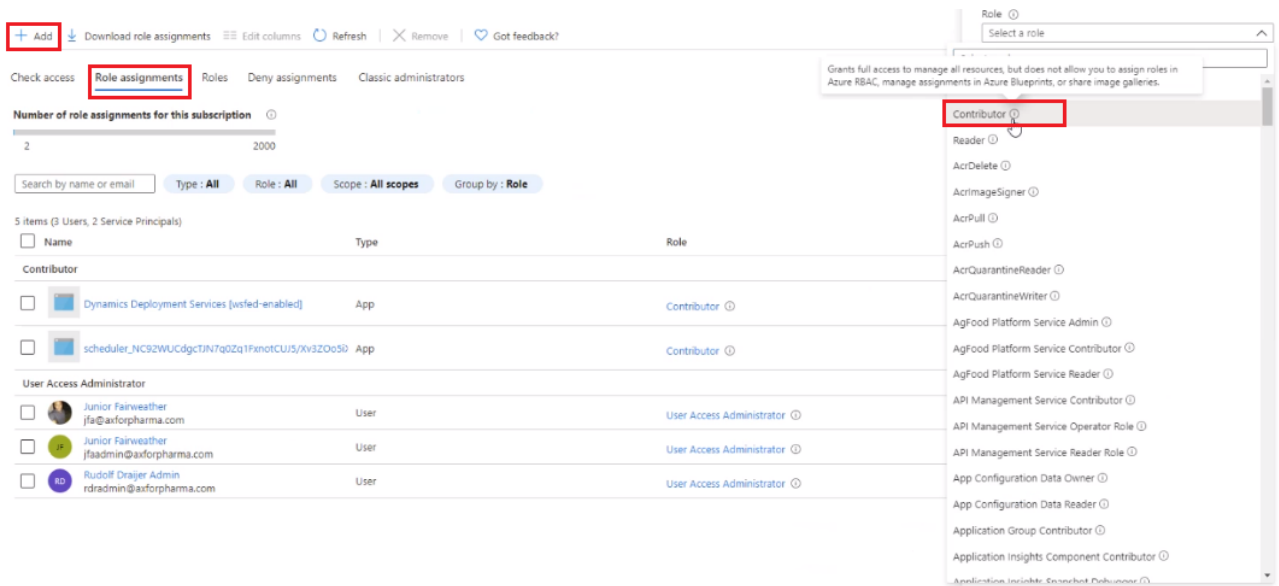 Role
+ Add Download role assignments Edit columns Refresh Remove Got feedback?
Select a role
Check access Role assignments Roles Deny assignments Classic administrators
Grants full access to manage all resources, but does not allow you to assign roles in
Azure RBAC, manage assignments in Azure Blueprints, or share image galleries.
Number of role assignments for this subscription
2 2000
Search by name or email Type : All Role : All Scope : All scopes Group by : Role
5 items (3 Users, 2 Service Principals)
Name Type Role
Contributor
Dynamics Deployment Services [wsfed-enabled] App Contributor
App Contributor
User Access Administrator
Junior Fairweather
jfa@axforpharma.com User User Access Administrator
JF Junior Fairweather
jfaadmin@axforpharma.com User User Access Administrator
RD Rudolf Draijer Admin
rdradmin@axforpharma.com User User Access Administrator
Contributor
Reader
AcrDelete
AcrImageSigner
AcrPull
AcrPush
AcrQuarantineReader
AcrQuarantineWriter
AgFood Platform Service Admin
AgFood Platform Service Contributor
AgFood Platform Service Reader
API Management Service Contributor
API Management Service Operator Role
API Management Service Reader Role
App Configuration Data Owner
App Configuration Data Reader
Application Group Contributor
Application Insights Component Contributor
Application Insights Snapshot Debugger